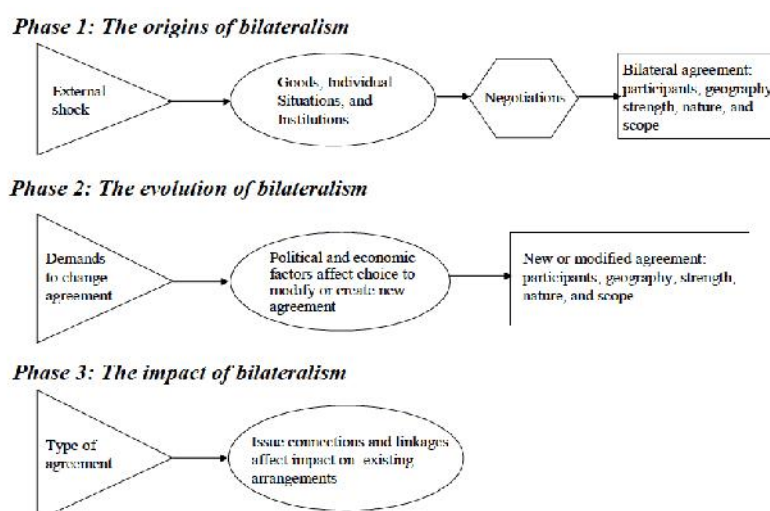 Phase 1: The origins of bilateralism
External
shock
Goods, Individual
Situations, and
Institutions
Negotiations
Bilateral agreement:
participants, geography
strength, nature, and
scope
Phase 2: The evolution of bilateralism
Demands
to change
agreement
Political and economic
factors affect choice to
modify or create new
agreement
New or modified agreement:
participants, geography, strength,
nature, and scope
Phase 3: The impact of bilateralism
Type of
agreement
Issue connections and linkages
affect impact on existing
arrangements